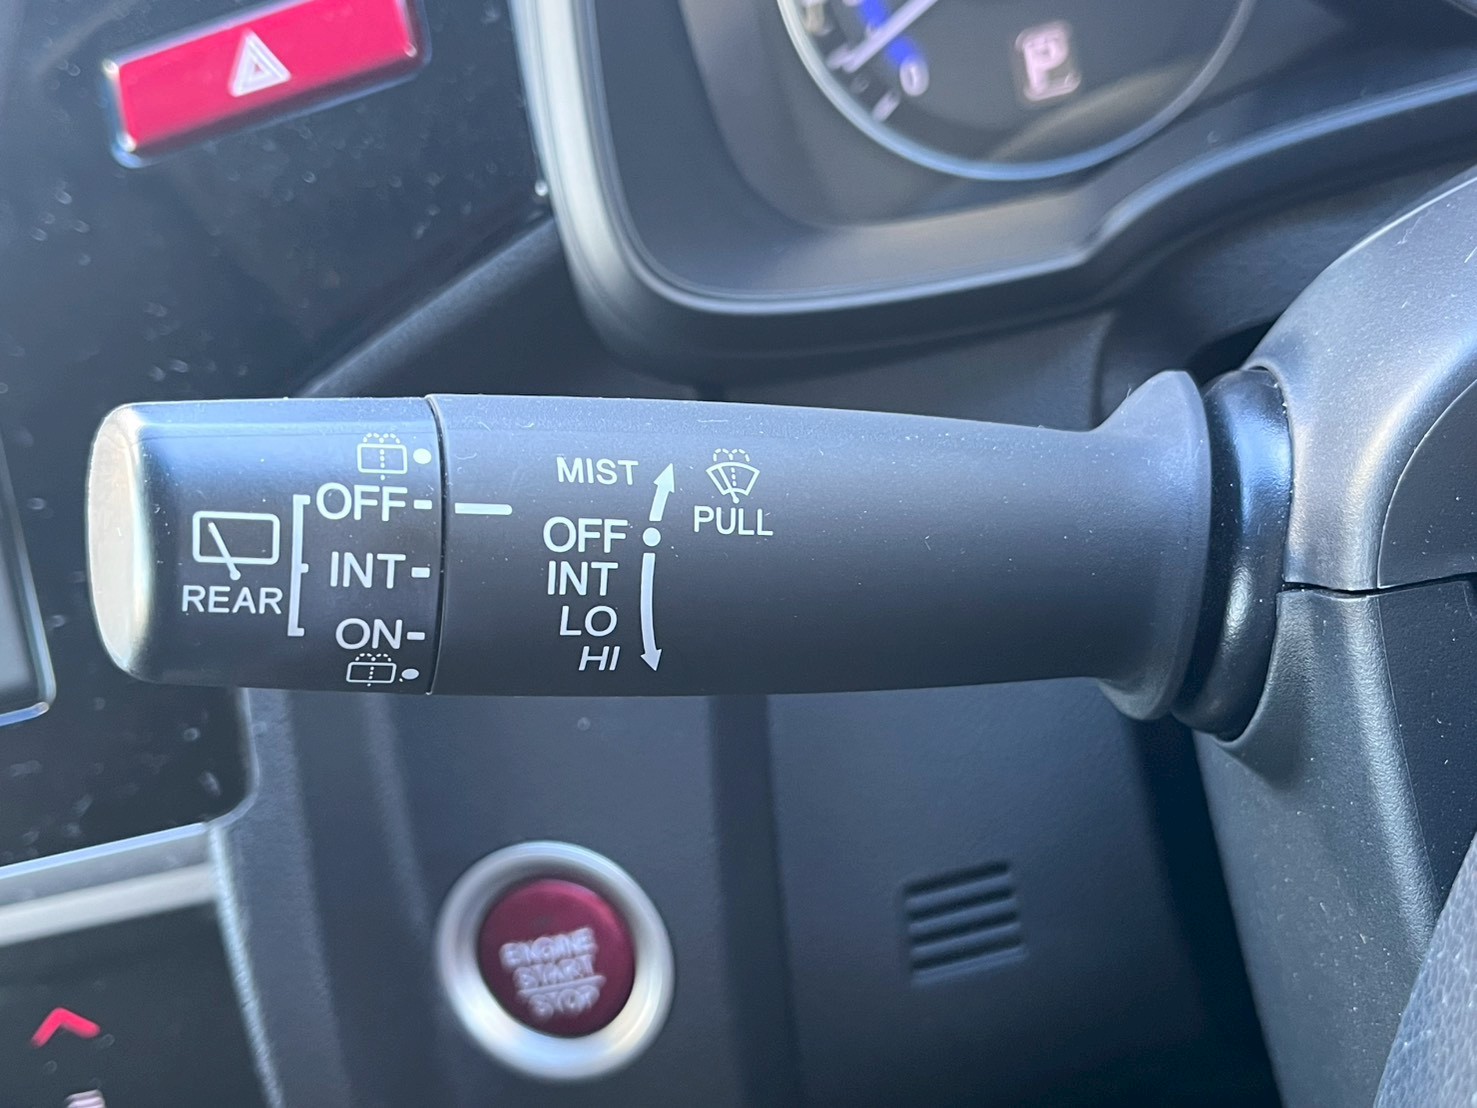 P
OFF
INT
ON
REAR
MIST
OFF
INT
LO
HI
PULL
ENGINE
START
STOP